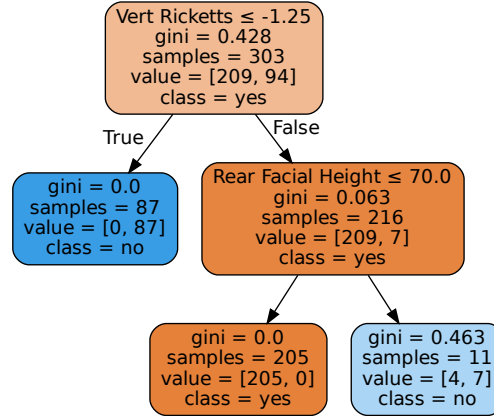 Vert Ricketts ≤ -1.25
gini = 0.428
samples = 303
value = [209, 94]
class = yes
True
False
gini = 0.0
samples = 87
value = [0, 87]
class = no
Rear Facial Height ≤ 70.0
gini = 0.063
samples = 216
value = [209, 7]
class = yes
gini = 0.0
samples = 205
value = [205, 0]
class = yes
gini = 0.463
samples = 11
value = [4, 7]
class = no